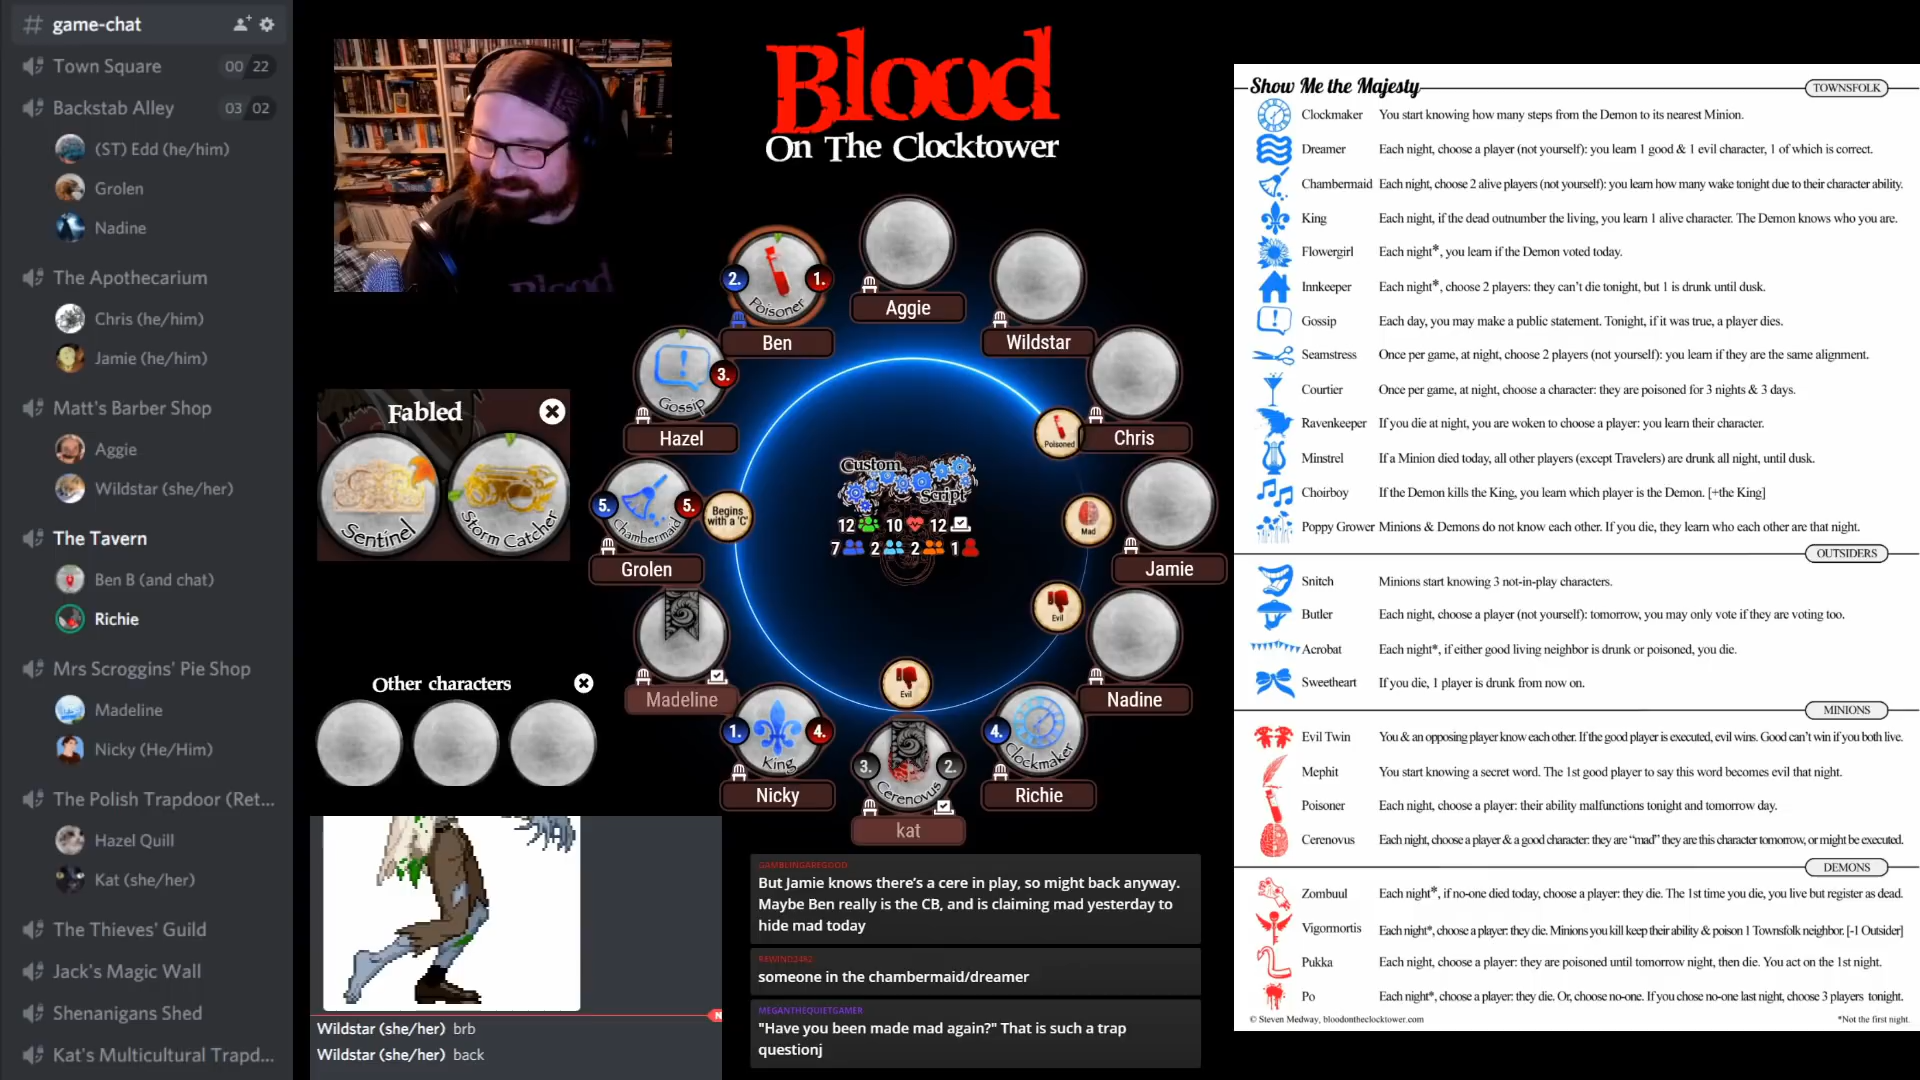 # game-chat
Town Square 00 22
Backstab Alley 03 02
(ST) Edd (he/him)
Grolen
Nadine
The Apothecarium
Chris (he/him)
Jamie (he/him)
Matt's Barber Shop
Aggie
Wildstar (she/her)
The Tavern
Ben B (and chat)
Richie
Mrs Scroggins' Pie Shop
Madeline
Nicky (He/Him)
The Polish Trapdoor (Ret...
Hazel Quill
Kat (she/her)
The Thieves' Guild
Jack's Magic Wall
Shenanigans Shed
Kat's Multicultural Trapd...
Blood
On The Clocktower
Blood
Fabled
Sentinel
Storm Catcher
Other characters
2. 1.
Poisoner
Ben
Aggie
Wildstar
Chris
Poisoned
Jamie
Mad
Nadine
Evil
4.
Clockmaker
Richie
Evil
3. 2.
Cerenovus
kat
1. 4.
King
Nicky
Madeline
5. 5.
Chambermaid
Begins with a 'C'
Grolen
3.
Gossip
Hazel
Custom
Script
12 10 12
7 2 2 1
Wildstar (she/her) brb
Wildstar (she/her) back
GAMBLINGAREGOOD
But Jamie knows there's a cere in play, so might back anyway.
Maybe Ben really is the CB, and is claiming mad yesterday to
hide mad today
someone in the chambermaid/dreamer
MEGANTHEQUIETGAMER
"Have you been made mad again?" That is such a trap
questionj
Show Me the Majesty
TOWNSFOLK
Clockmaker You start knowing how many steps from the Demon to its nearest Minion.
Dreamer Each night, choose a player (not yourself): you learn 1 good & 1 evil character, 1 of which is correct.
Chambermaid Each night, choose 2 alive players (not yourself): you learn how many wake tonight due to their character ability.
King Each night, if the dead outnumber the living, you learn 1 alive character. The Demon knows who you are.
Flowergirl Each night*, you learn if the Demon voted today.
Innkeeper Each night*, choose 2 players: they can't die tonight, but 1 is drunk until dusk.
Gossip Each day, you may make a public statement. Tonight, if it was true, a player dies.
Seamstress Once per game, at night, choose 2 players (not yourself): you learn if they are the same alignment.
Courtier Once per game, at night, choose a character: they are poisoned for 3 nights & 3 days.
Ravenkeeper If you die at night, you are woken to choose a player: you learn their character.
Minstrel If a Minion died today, all other players (except Travelers) are drunk all night, until dusk.
Choirboy If the Demon kills the King, you learn which player is the Demon. [+the King]
Poppy Grower Minions & Demons do not know each other. If you die, they learn who each other are that night.
OUTSIDERS
Snitch Minions start knowing 3 not-in-play characters.
Butler Each night, choose a player (not yourself): tomorrow, you may only vote if they are voting too.
Acrobat Each night*, if either good living neighbor is drunk or poisoned, you die.
Sweetheart If you die, 1 player is drunk from now on.
MINIONS
Evil Twin You & an opposing player know each other. If the good player is executed, evil wins. Good can't win if you both live.
Mephit You start knowing a secret word. The 1st good player to say this word becomes evil that night.
Poisoner Each night, choose a player: their ability malfunctions tonight and tomorrow day.
Cerenovus Each night, choose a player & a good character: they are "mad" they are this character tomorrow, or might be executed.
DEMONS
Zombuul Each night*, if no-one died today, choose a player: they die. The 1st time you die, you live but register as dead.
Vigormortis Each night*, choose a player: they die. Minions you kill keep their ability & poison 1 Townsfolk neighbor. [-1 Outsider]
Pukka Each night, choose a player: they are poisoned until tomorrow night, then die. You act on the 1st night.
Po Each night*, choose a player: they die. Or, choose no-one. If you chose no-one last night, choose 3 players tonight.
© Steven Medway, bloodontheclocktower.com *Not the first night.